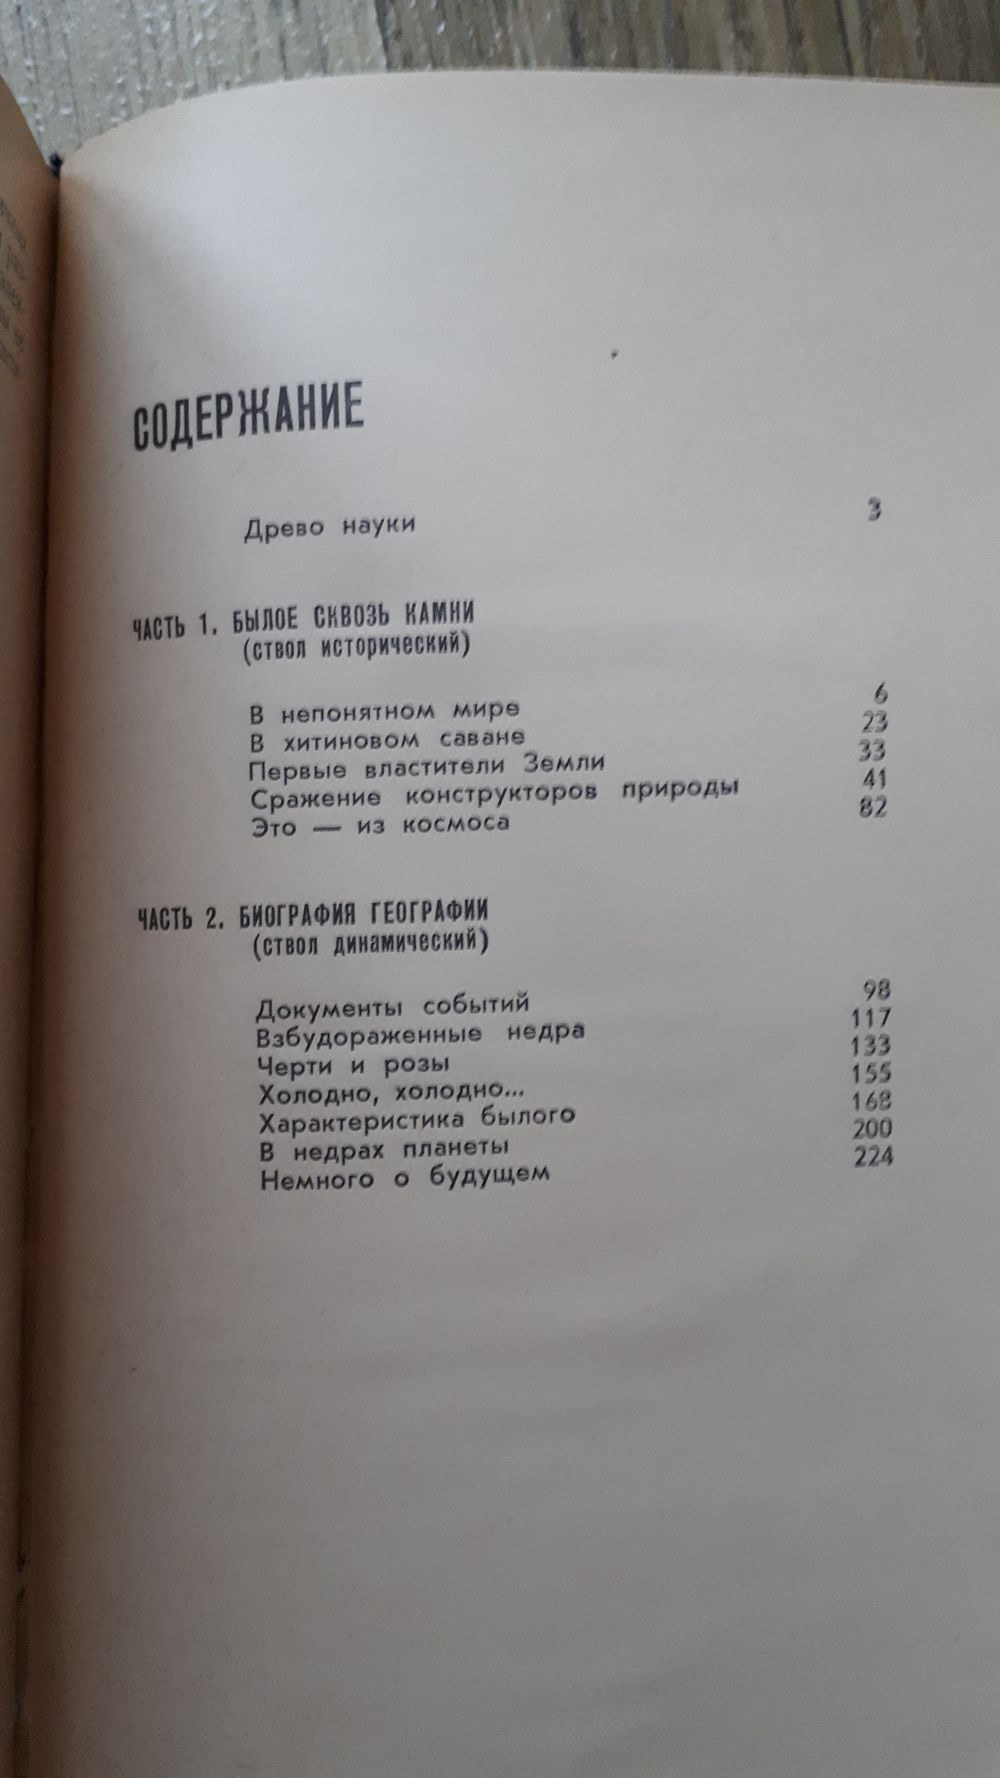 СОДЕРЖАНИЕ
Древо науки 3
ЧАСТЬ 1. БЫЛОЕ СКВОЗЬ КАМНИ
(ствол исторический)
В непонятном мире 6
В хитиновом саване 23
Первые властители Земли 33
Сражение конструкторов природы 41
Это — из космоса 82
ЧАСТЬ 2. БИОГРАФИЯ ГЕОГРАФИИ
(ствол динамический)
Документы событий 98
Взбудораженные недра 117
Черти и розы 133
Холодно, холодно... 155
Характеристика былого 168
В недрах планеты 200
Немного о будущем 224